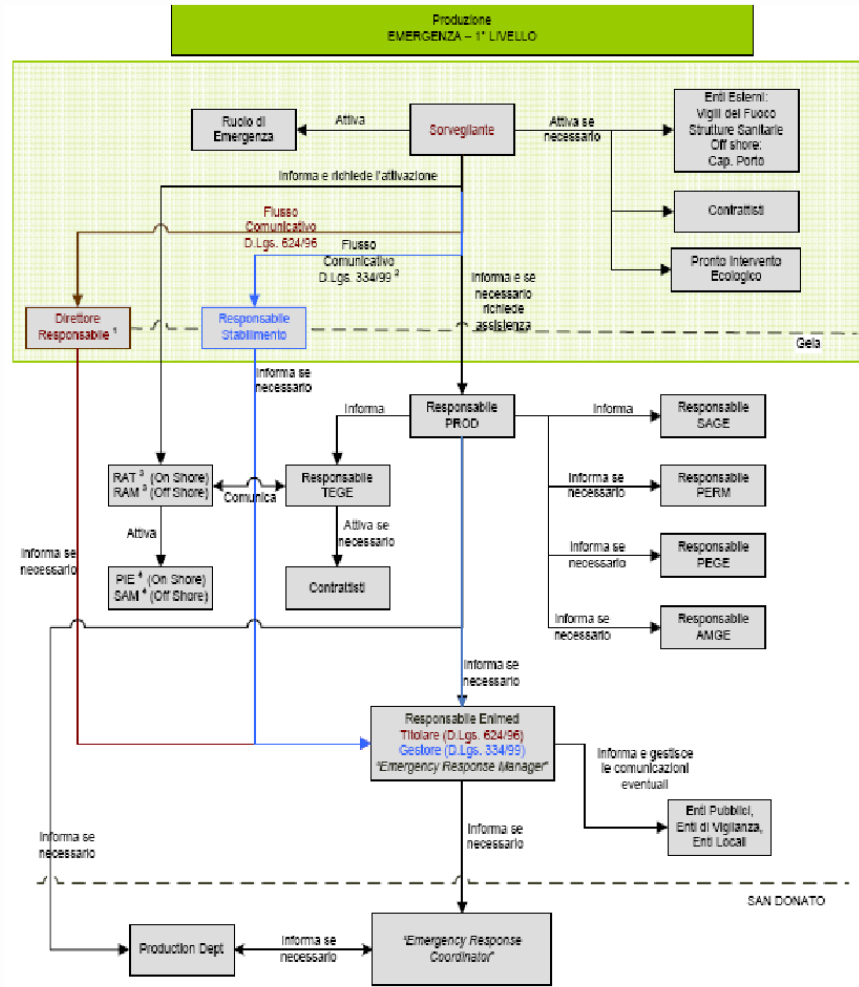 Produzione
EMERGENZA – 1° LIVELLO
Ruolo di
Emergenza
Attiva
Sorvegliante
Attiva se
necessario
Enti Esterni:
Vigili del Fuoco
Strutture Sanitarie
Off shore:
Cap. Porto
Informa e richiede l'attivazione
Contrattisti
Flusso
Comunicativo
D.Lgs. 624/96
Flusso
Comunicativo
D.Lgs. 334/99 2
Pronto Intervento
Ecologico
Informa e se
necessario
richiede
assistenza
Direttore
Responsabile 1
Responsabile
Stabilimento
Gela
Informa se
necessario
Informa
Responsabile
PROD
Informa
Responsabile
SAGE
RAT 3 (On Shore)
RAM 3 (Off Shore)
Comunica
Responsabile
TEGE
Informa se
necessario
Responsabile
PERM
Attiva
Attiva se
necessario
Informa se
necessario
PIE 4 (On Shore)
SAM 4 (Off Shore)
Contrattisti
Informa se
necessario
Responsabile
PEGE
Informa se
necessario
Responsabile
AMGE
Informa se
necessario
Responsabile Enimed
Titolare (D.Lgs. 624/96)
Gestore (D.Lgs. 334/99)
"Emergency Response Manager"
Informa e gestisce
le comunicazioni
eventuali
Enti Pubblici,
Enti di Vigilanza,
Enti Locali
Informa se
necessario
Informa se
necessario
SAN DONATO
Production Dept
Informa se
necessario
"Emergency Response
Coordinator"